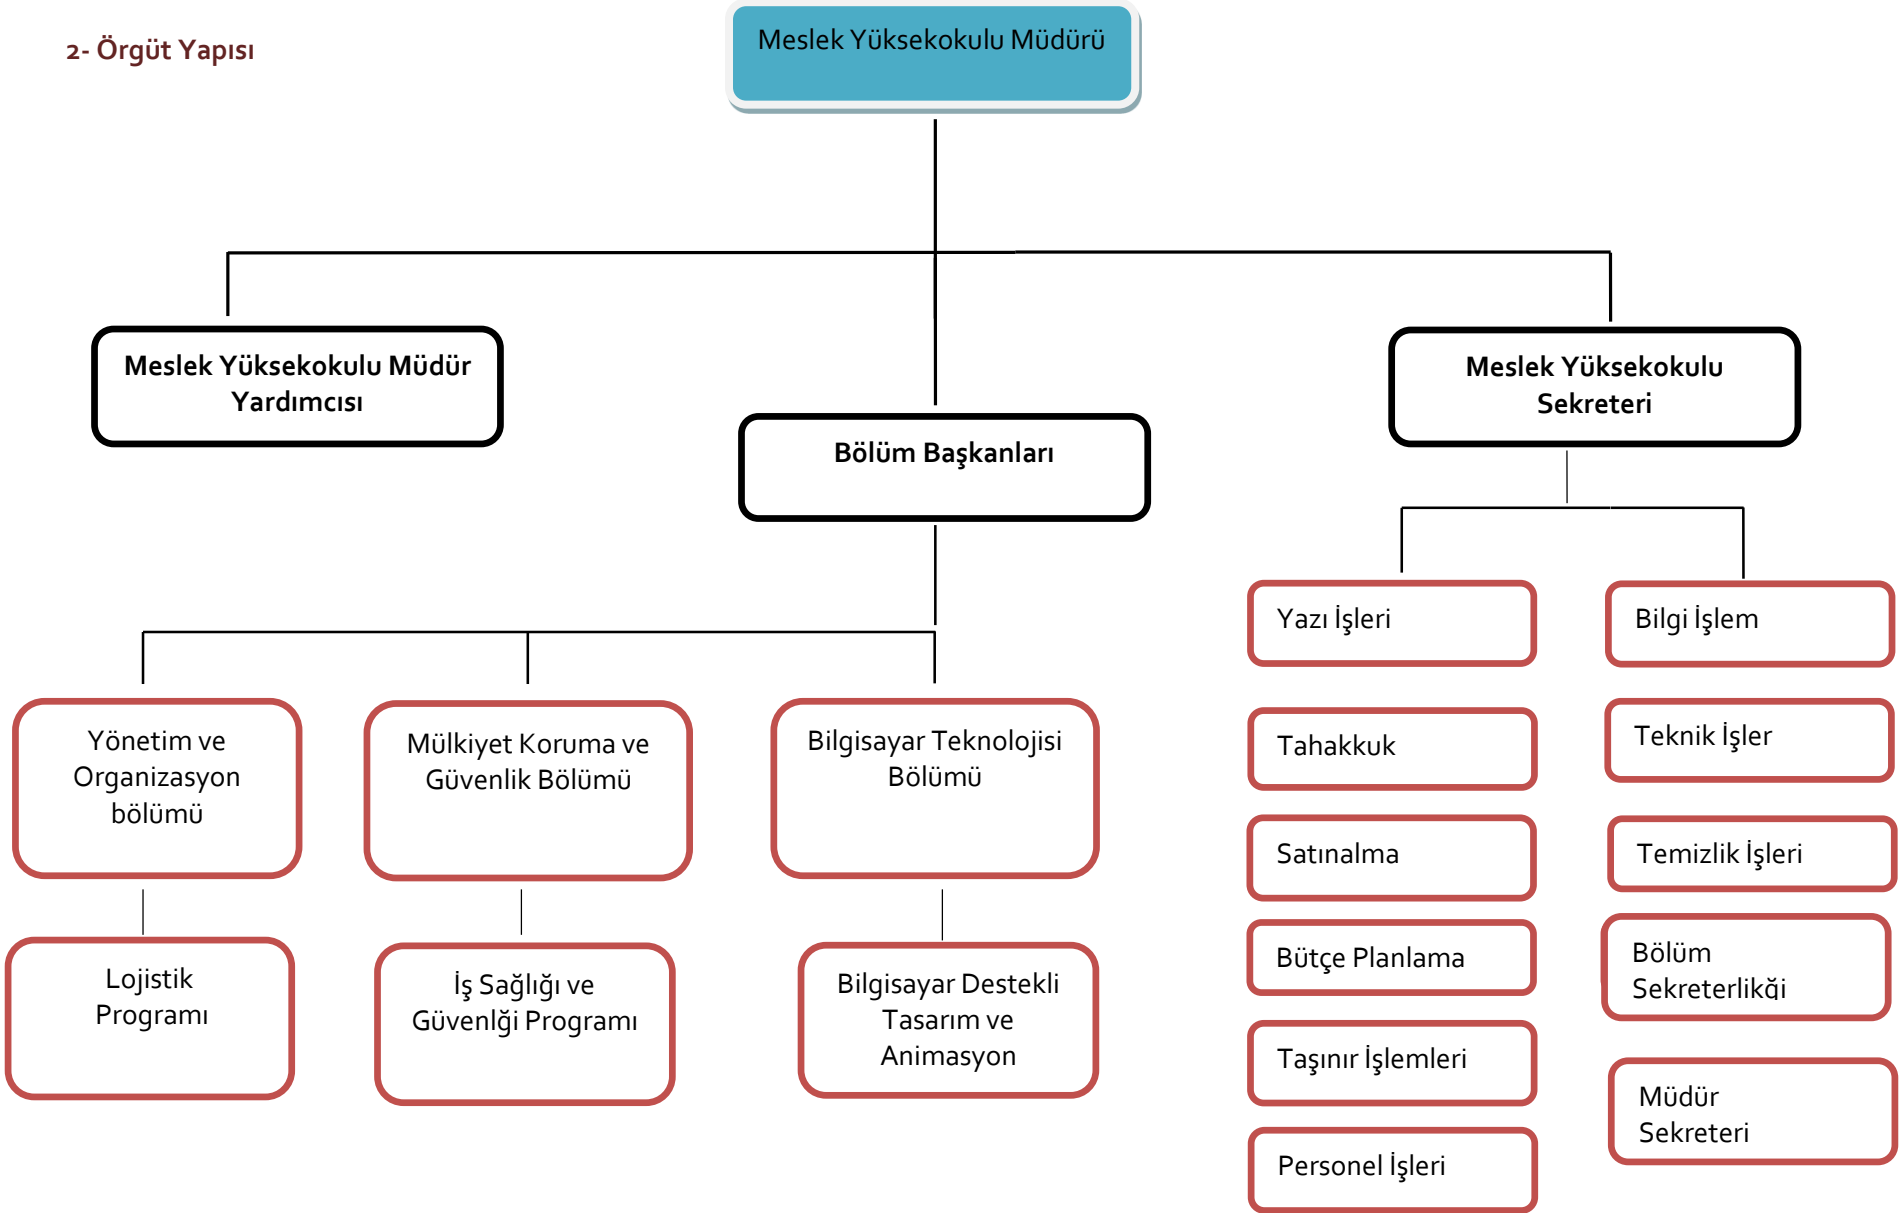 2- Örgüt Yapısı
Meslek Yüksekokulu Müdürü
Meslek Yüksekokulu Müdür
Yardımcısı
Bölüm Başkanları
Meslek Yüksekokulu
Sekreteri
Yönetim ve
Organizasyon
bölümü
Mülkiyet Koruma ve
Güvenlik Bölümü
Bilgisayar Teknolojisi
Bölümü
Lojistik
Programı
İş Sağlığı ve
Güvenlği Programı
Bilgisayar Destekli
Tasarım ve
Animasyon
Yazı İşleri
Tahakkuk
Satınalma
Bütçe Planlama
Taşınır İşlemleri
Personel İşleri
Bilgi İşlem
Teknik İşler
Temizlik İşleri
Bölüm
Sekreterlikği
Müdür
Sekreteri